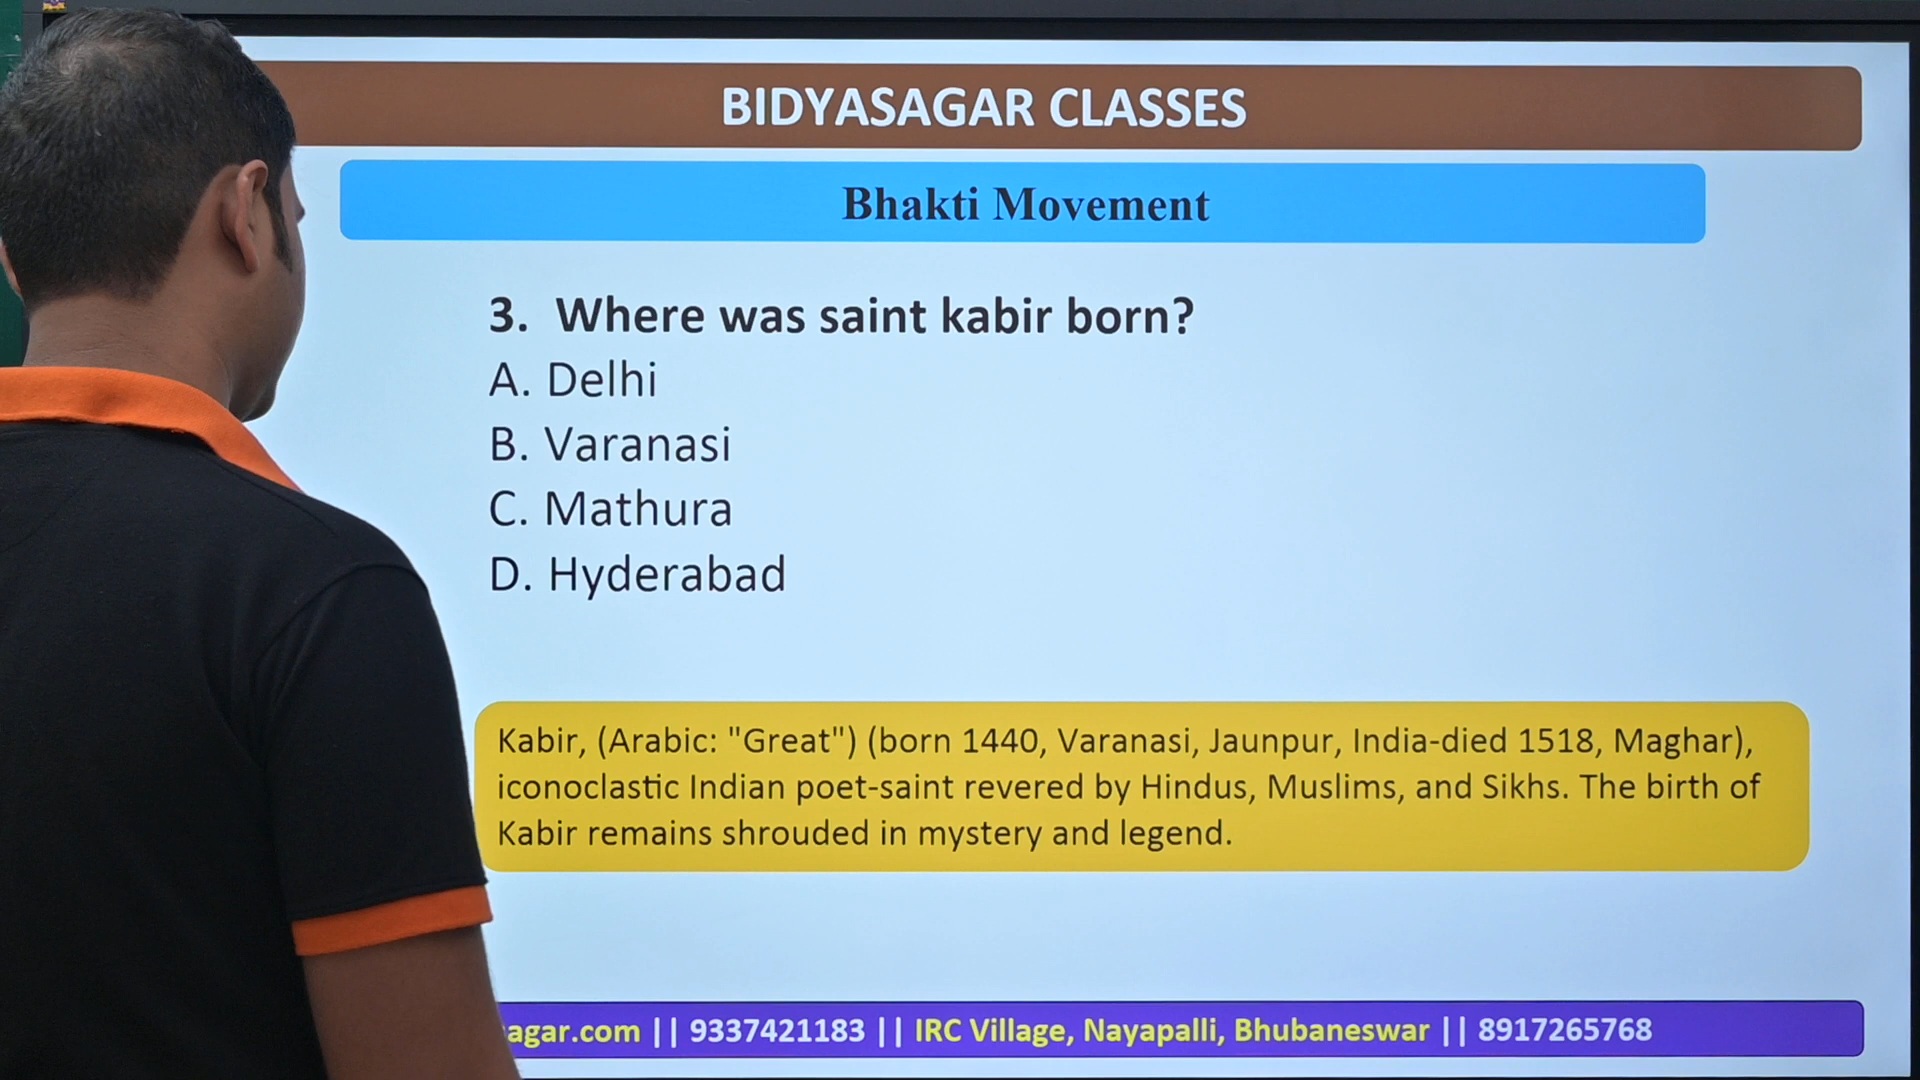 BIDYASAGAR CLASSES
Bhakti Movement
3. Where was saint kabir born?
A. Delhi
B. Varanasi
C. Mathura
D. Hyderabad
Kabir, (Arabic: "Great") (born 1440, Varanasi, Jaunpur, India-died 1518, Maghar),
iconoclastic Indian poet-saint revered by Hindus, Muslims, and Sikhs. The birth of
Kabir remains shrouded in mystery and legend.
agar.com || 9337421183 || IRC Village, Nayapalli, Bhubaneswar || 8917265768